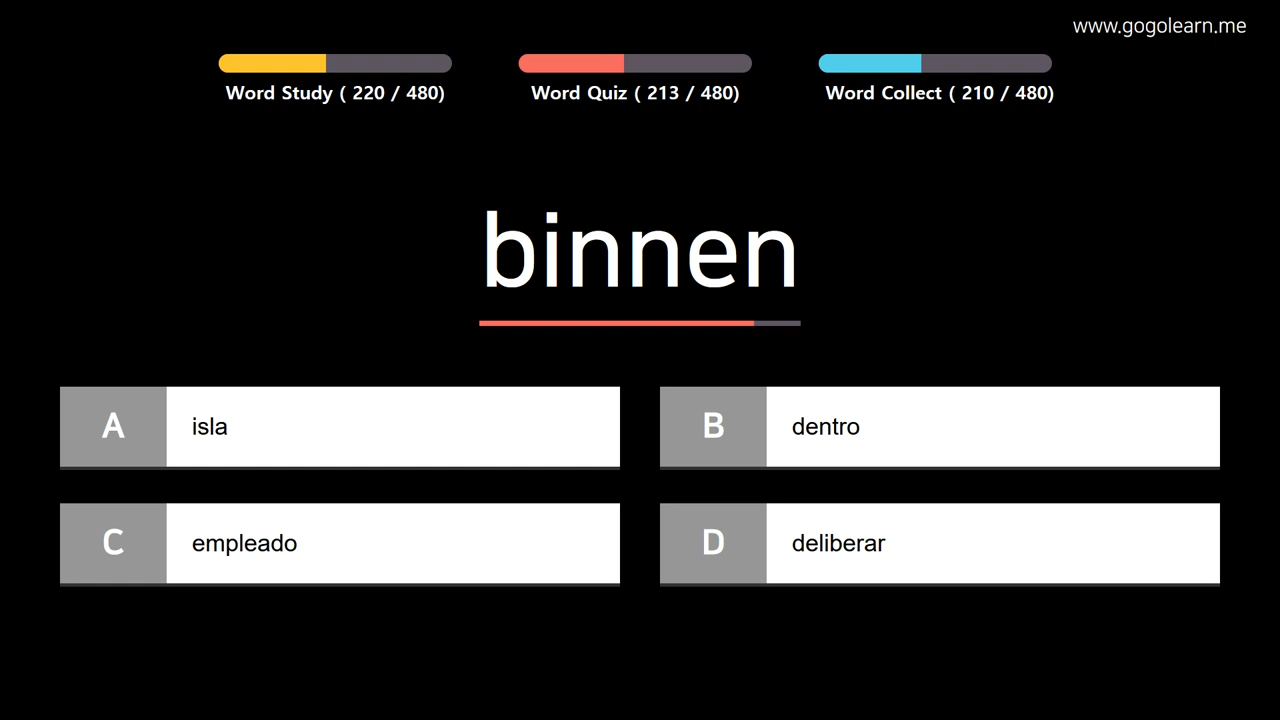 www.gogolearn.me
Word Study ( 220 / 480)
Word Quiz ( 213 / 480)
Word Collect ( 210 / 480)
binnen
A isla
B dentro
C empleado
D deliberar